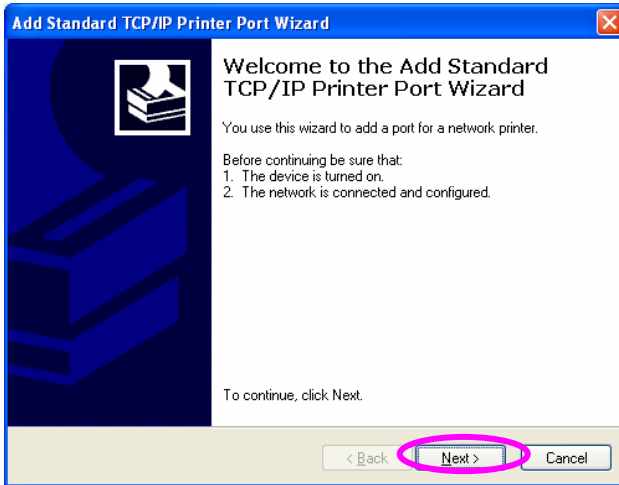 Add Standard TCP/IP Printer Port Wizard
Welcome to the Add Standard
TCP/IP Printer Port Wizard
You use this wizard to add a port for a network printer.
Before continuing be sure that:
1. The device is turned on.
2. The network is connected and configured.
To continue, click Next.
< Back Next > Cancel